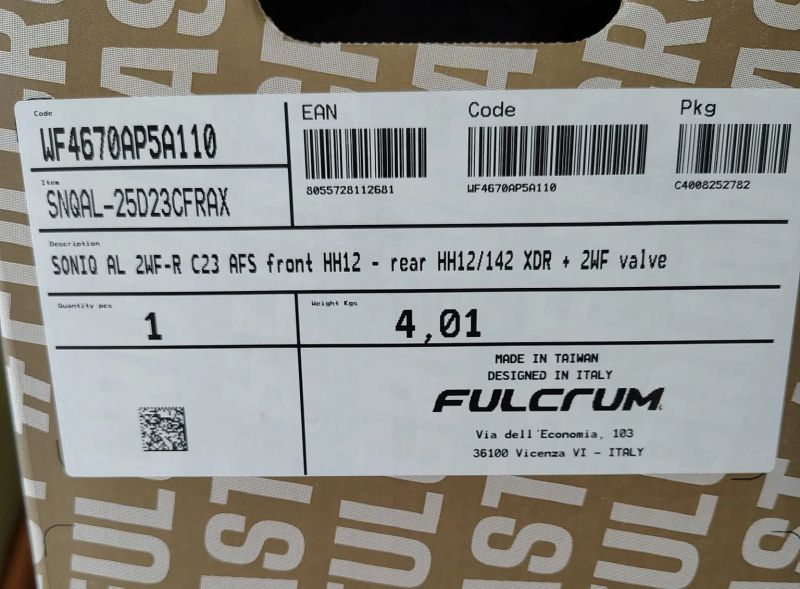 Code
WF4670AP5A110
Item
SNQAL-25D23CFRAX
EAN
8055728112681
Code
WF4670AP5A110
Pkg
C4008252782
Description
SONIQ AL 2WF-R C23 AFS front HH12 - rear HH12/142 XDR + 2WF valve
Quantity pcs
1
Weight Kgs
4,01
MADE IN TAIWAN
DESIGNED IN ITALY
FULCRUM
Via dell'Economia, 103
36100 Vicenza VI - ITALY